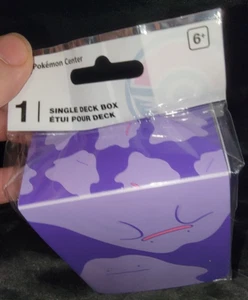 Pokémon Center
6+
1
SINGLE DECK BOX
ÉTUI POUR DECK